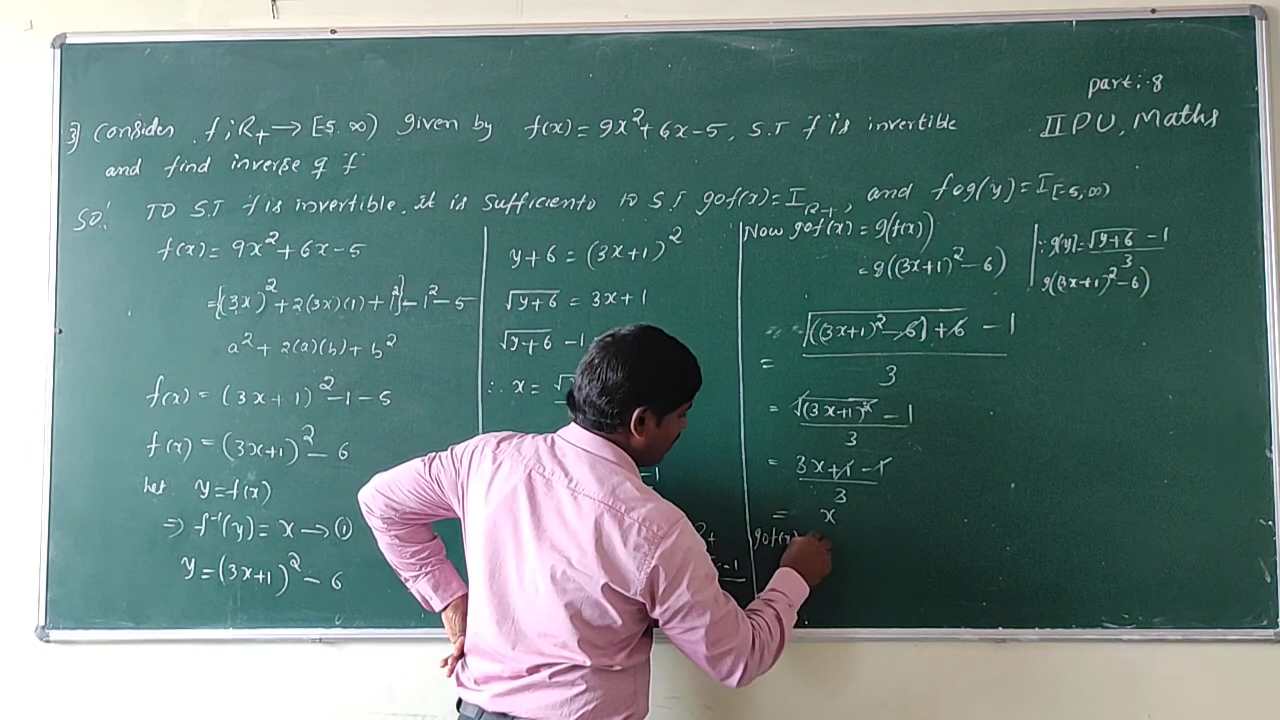 part:-8
II PU, Maths
3) Consider f: R+ → [-5, ∞) given by f(x) = 9x²+6x-5, S.T f is invertible
and find inverse of f
Sol: TO S.T f is invertible, it is Sufficiento to S.T gof(x) = I_R+, and fog(y) = I_[-5,∞)
f(x) = 9x²+6x-5
={(3x)²+2(3x)(1)+1²}-1²-5
a²+2(a)(b)+b²
f(x) = (3x+1)²-1-5
f(x) = (3x+1)²-6
let y=f(x)
⇒ f⁻¹(y) = x → ①
y=(3x+1)²-6
y+6 = (3x+1)²
√(y+6) = 3x+1
√(y+6) -1
∴ x = √
-1
R+
-1
Now gof(x) = g(f(x))
= g((3x+1)²-6)
∵ g(y) = (√(y+6) - 1)/3
g((3x+1)²-6)
= (√([(3x+1)²-6]+6) - 1)/3
= (√((3x+1)²) - 1)/3
= (3x+1-1)/3
= x
gof(x)